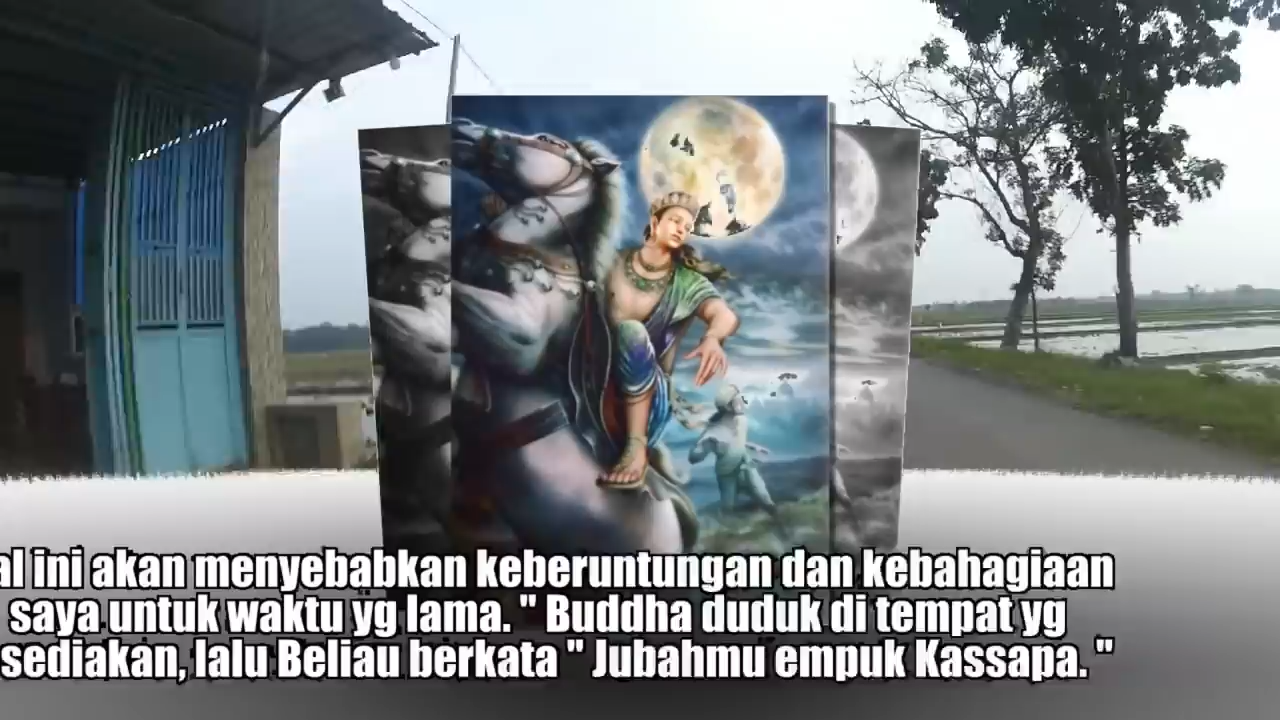 al ini akan menyebabkan keberuntungan dan kebahagiaan
saya untuk waktu yg lama. " Buddha duduk di tempat yg
sediakan, lalu Beliau berkata " Jubahmu empuk Kassapa. "